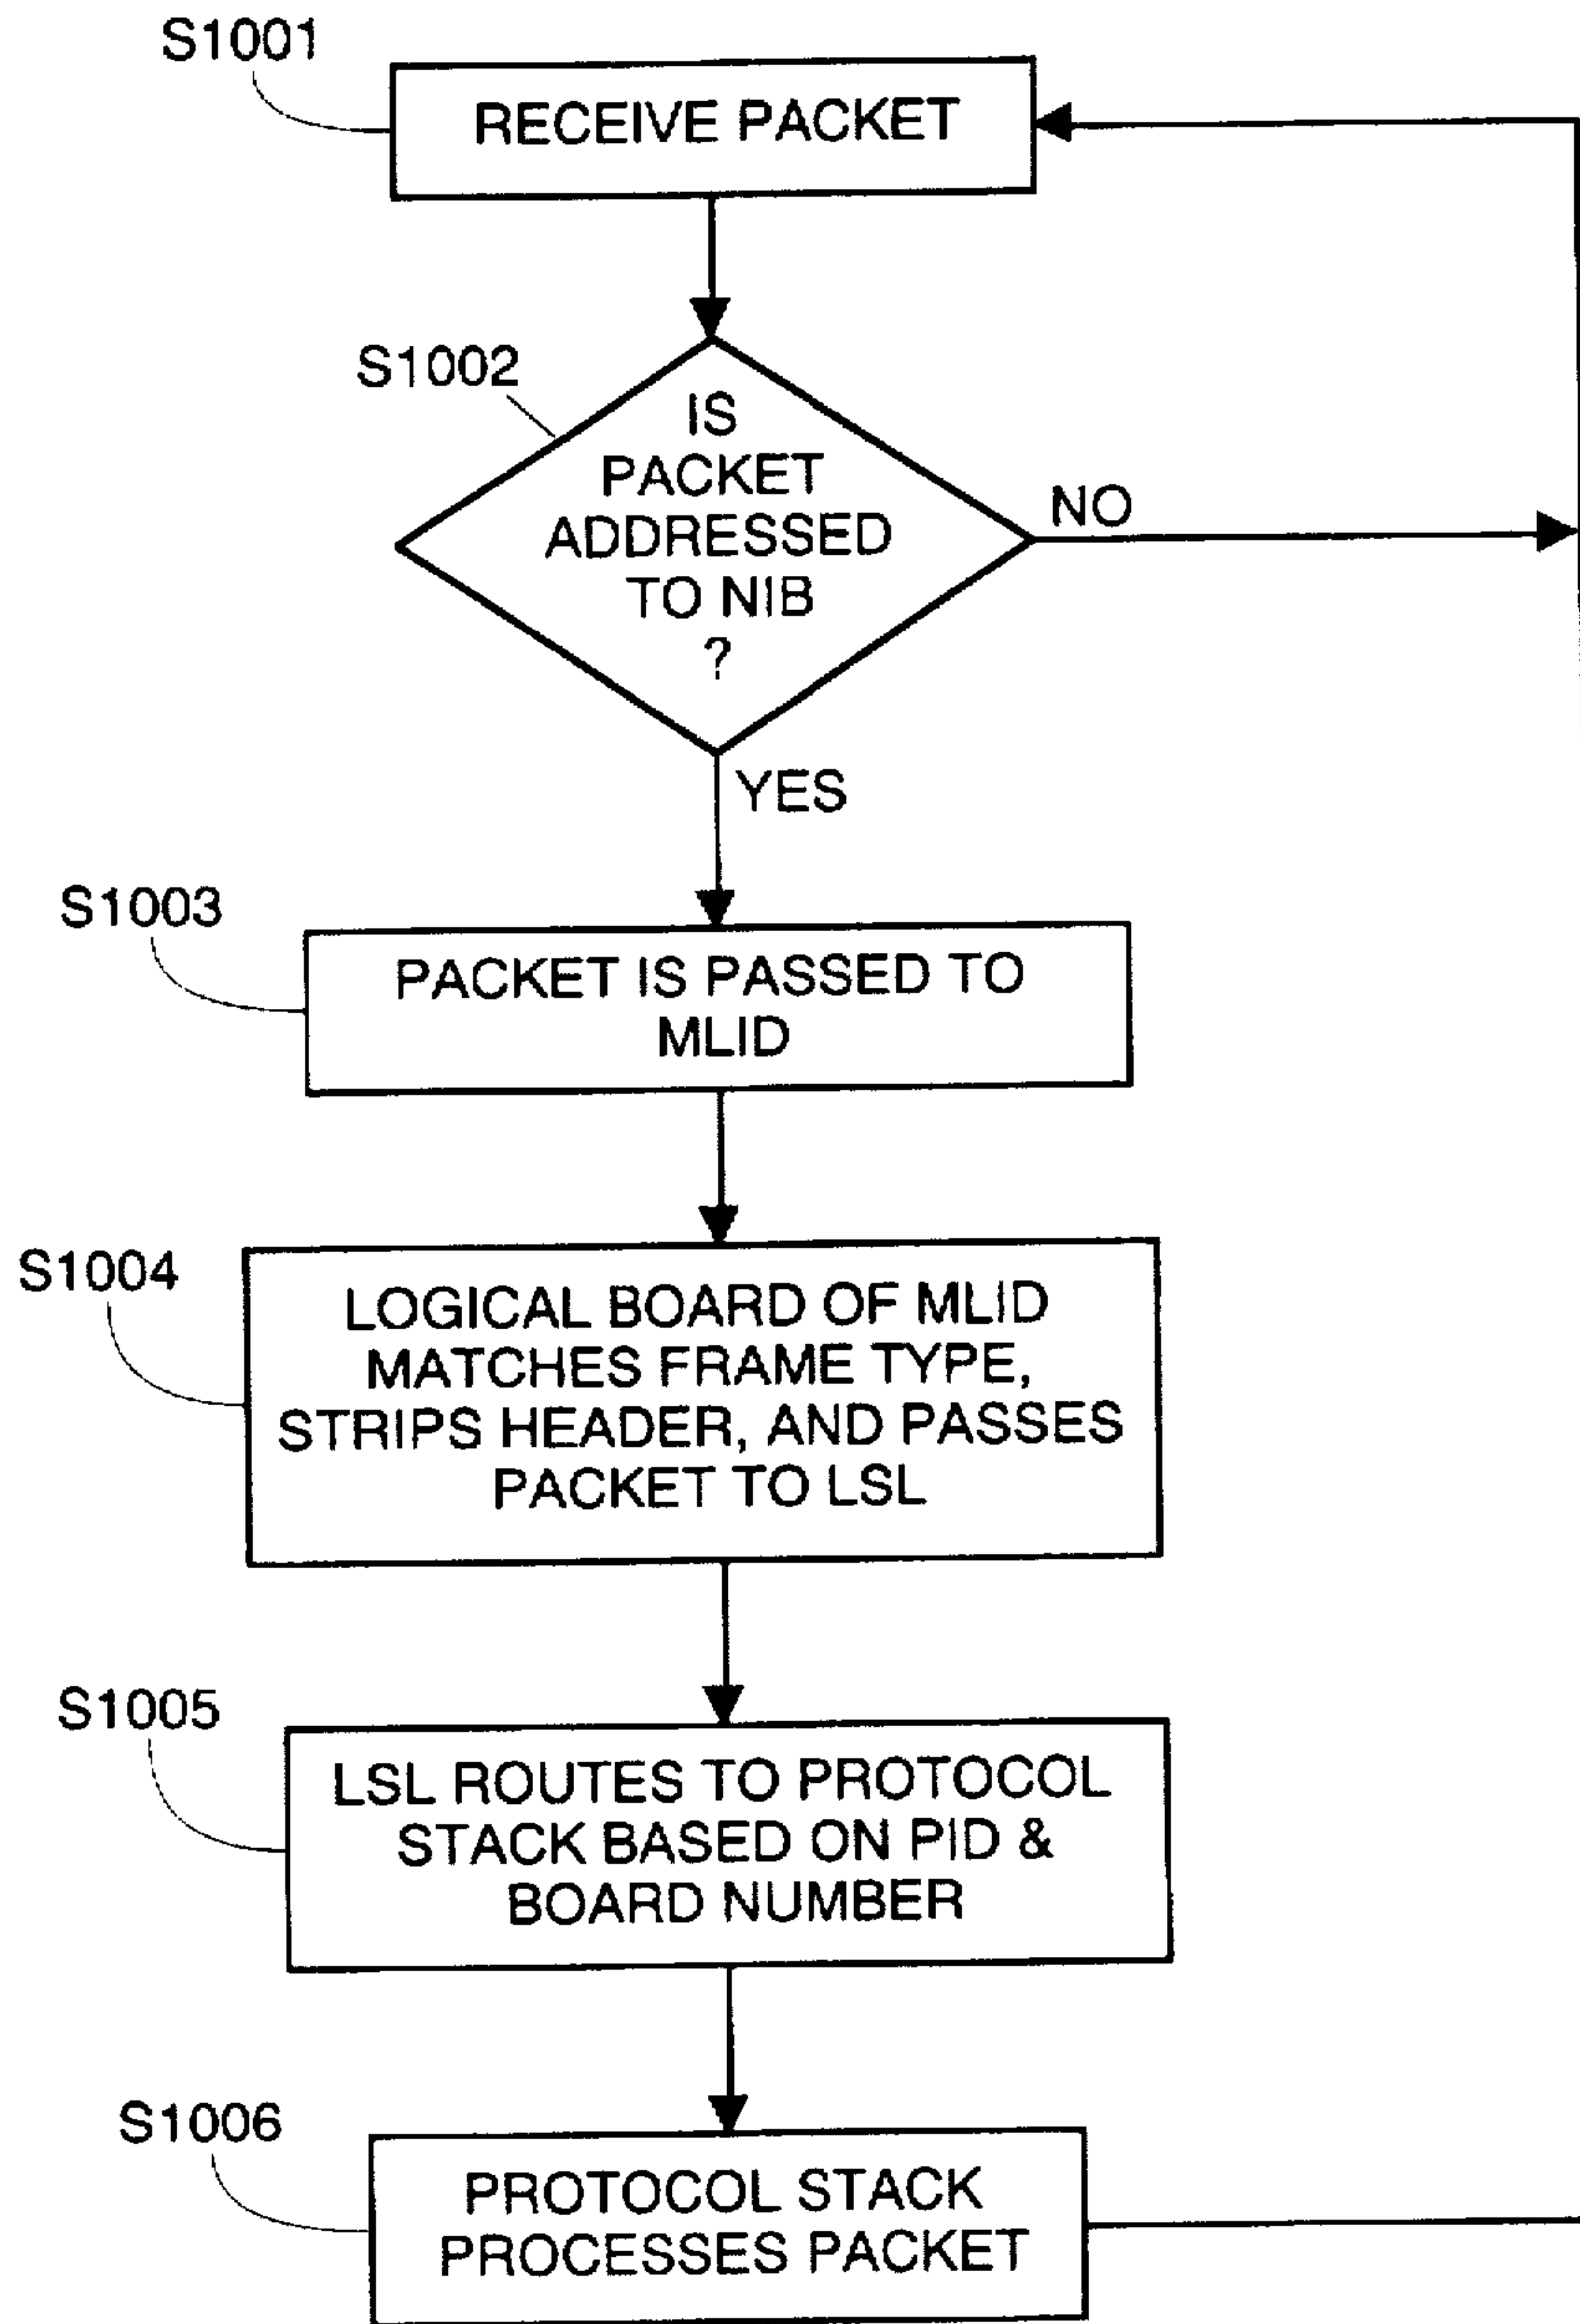 S1001
RECEIVE PACKET
S1002
IS
PACKET
ADDRESSED
TO NIB
?
NO
YES
S1003
PACKET IS PASSED TO
MLID
S1004
LOGICAL BOARD OF MLID
MATCHES FRAME TYPE,
STRIPS HEADER, AND PASSES
PACKET TO LSL
S1005
LSL ROUTES TO PROTOCOL
STACK BASED ON PID &
BOARD NUMBER
S1006
PROTOCOL STACK
PROCESSES PACKET